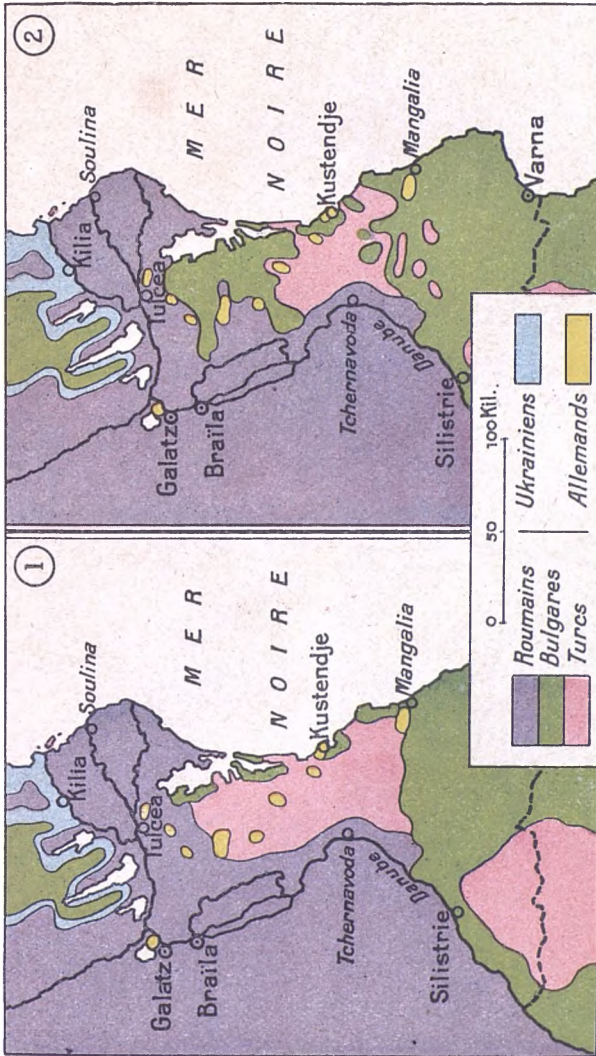 1
Soulina
Kilia
Tulcea
Galatz
Braïla
MER
NOIRE
Kustendje
Tchernavoda
Danube
Mangalia
Silistrie
2
Soulina
Kilia
Tulcea
Galatz
Braïla
MER
NOIRE
Kustendje
Tchernavoda
Danube
Mangalia
Silistrie
Varna
0 50 100 Kil.
Roumains
Bulgares
Turcs
Ukrainiens
Allemands